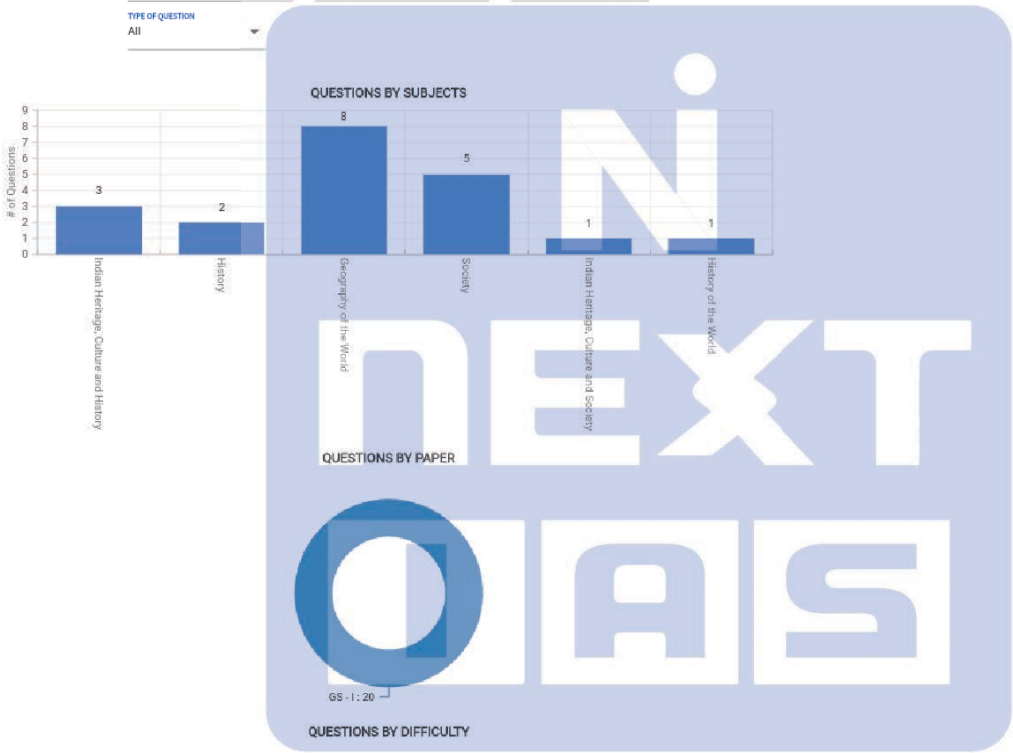 TYPE OF QUESTION
All
QUESTIONS BY SUBJECTS
# of Questions
9
8
7
6
5
4
3
2
1
0
3
2
8
5
1
1
Indian Heritage, Culture and History
History
Geography of the World
Society
Indian Heritage, Culture and Society
History of the World
N
NEXT
IAS
QUESTIONS BY PAPER
GS - I : 20
QUESTIONS BY DIFFICULTY